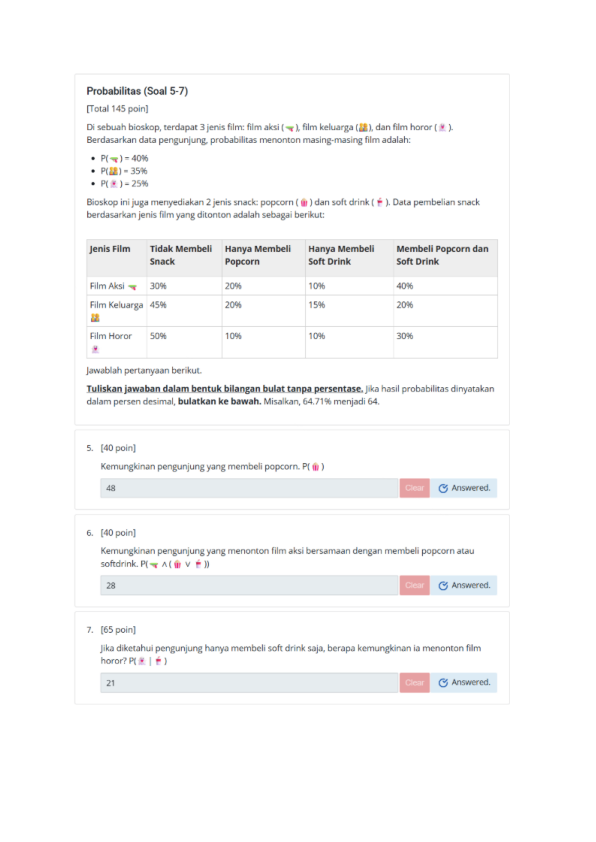 Probabilitas (Soal 5-7)
[Total 145 poin]
Di sebuah bioskop, terdapat 3 jenis film: film aksi (🔫), film keluarga (👪), dan film horor (👻).
Berdasarkan data pengunjung, probabilitas menonton masing-masing film adalah:
• P(🔫) = 40%
• P(👪) = 35%
• P(👻) = 25%
Bioskop ini juga menyediakan 2 jenis snack: popcorn (🍿) dan soft drink (🍹). Data pembelian snack
berdasarkan jenis film yang ditonton adalah sebagai berikut:
Jenis Film Tidak Membeli Snack Hanya Membeli Popcorn Hanya Membeli Soft Drink Membeli Popcorn dan Soft Drink
Film Aksi 🔫 30% 20% 10% 40%
Film Keluarga 👪 45% 20% 15% 20%
Film Horor 👻 50% 10% 10% 30%
Jawablah pertanyaan berikut.
Tuliskan jawaban dalam bentuk bilangan bulat tanpa persentase. Jika hasil probabilitas dinyatakan
dalam persen desimal, bulatkan ke bawah. Misalkan, 64.71% menjadi 64.
5. [40 poin]
Kemungkinan pengunjung yang membeli popcorn. P(🍿)
48 Clear Answered.
6. [40 poin]
Kemungkinan pengunjung yang menonton film aksi bersamaan dengan membeli popcorn atau
softdrink. P(🔫 ∧ (🍿 ∨ 🍹))
28 Clear Answered.
7. [65 poin]
Jika diketahui pengunjung hanya membeli soft drink saja, berapa kemungkinan ia menonton film
horor? P(👻 | 🍹)
21 Clear Answered.